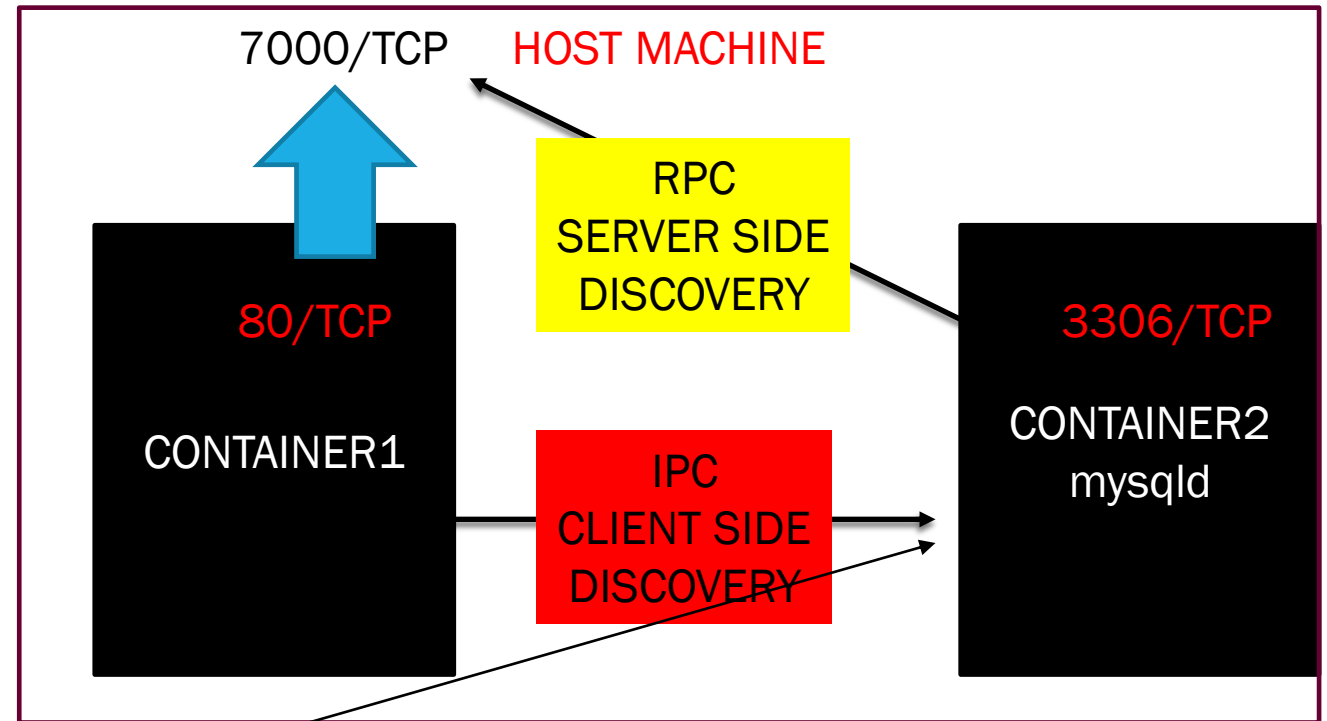 7000/TCP HOST MACHINE
RPC
SERVER SIDE
DISCOVERY
80/TCP
3306/TCP
CONTAINER1
IPC
CLIENT SIDE
DISCOVERY
CONTAINER2
mysqld